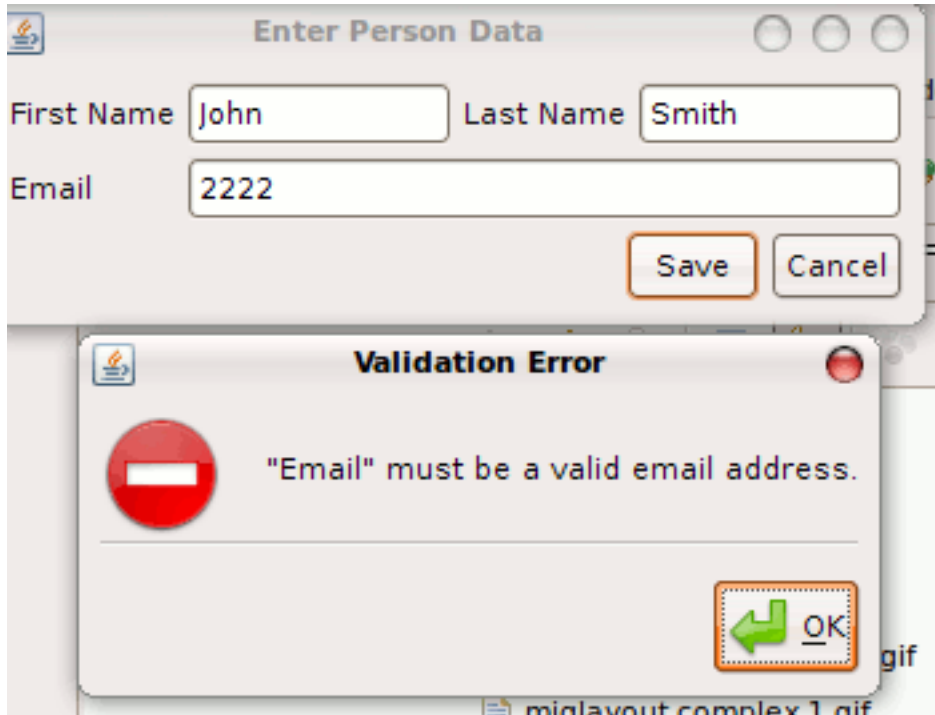 Enter Person Data
First Name John Last Name Smith
Email 2222
Save Cancel
Validation Error
"Email" must be a valid email address.
OK
gif
miglayout.complex.1.gif